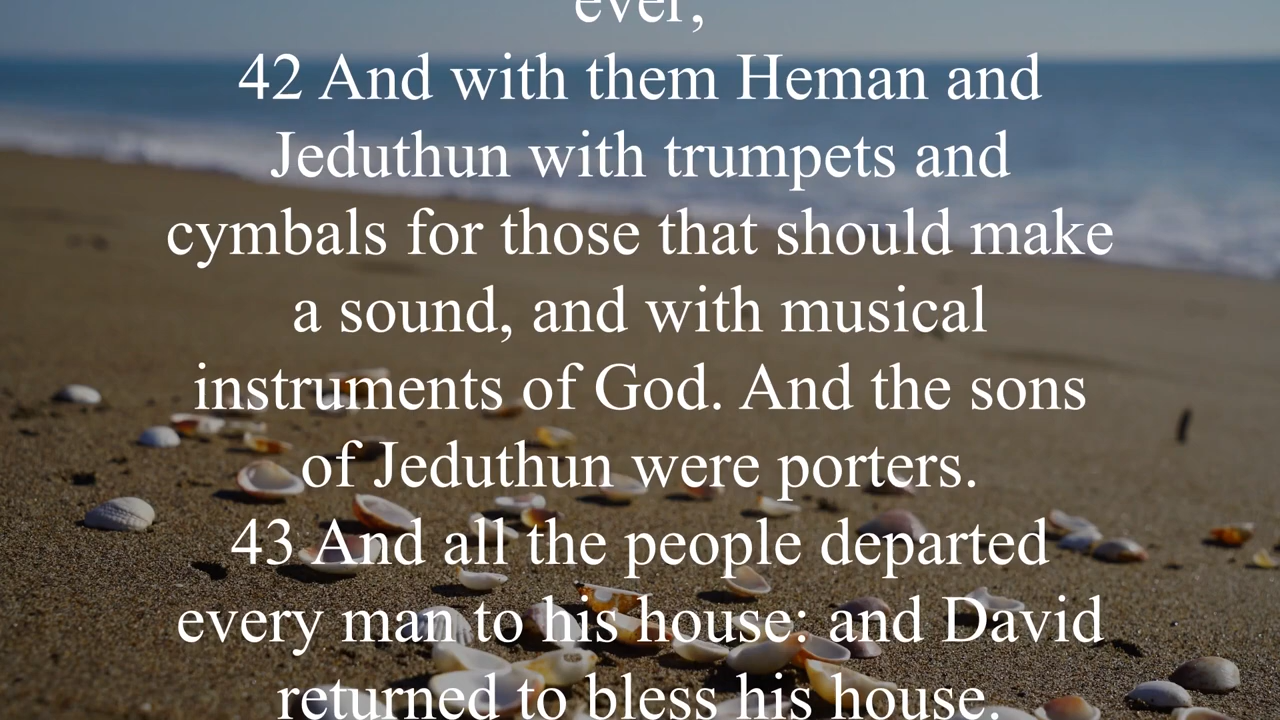 ever;
42 And with them Heman and
Jeduthun with trumpets and
cymbals for those that should make
a sound, and with musical
instruments of God. And the sons
of Jeduthun were porters.
43 And all the people departed
every man to his house: and David
returned to bless his house.